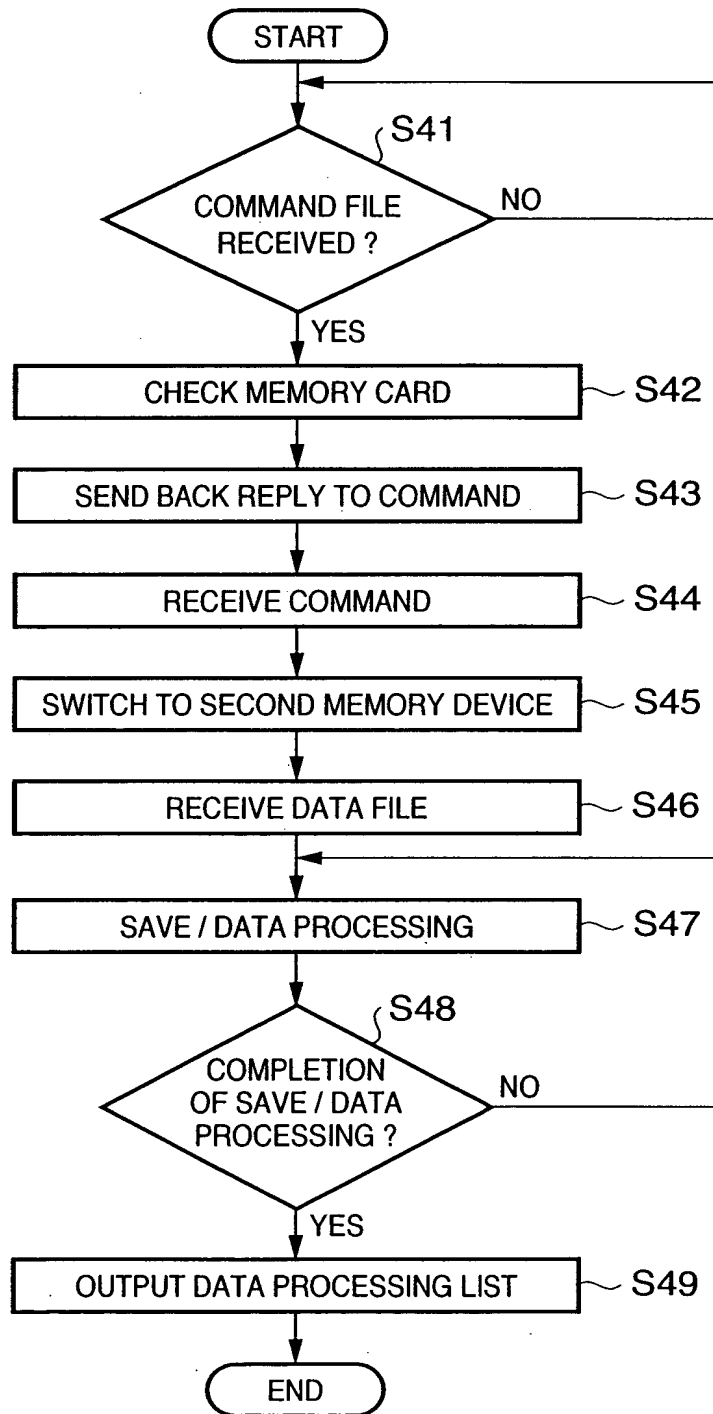 START
S41
COMMAND FILE
RECEIVED ?
NO
YES
CHECK MEMORY CARD
S42
SEND BACK REPLY TO COMMAND
S43
RECEIVE COMMAND
S44
SWITCH TO SECOND MEMORY DEVICE
S45
RECEIVE DATA FILE
S46
SAVE / DATA PROCESSING
S47
S48
COMPLETION
OF SAVE / DATA
PROCESSING ?
NO
YES
OUTPUT DATA PROCESSING LIST
S49
END